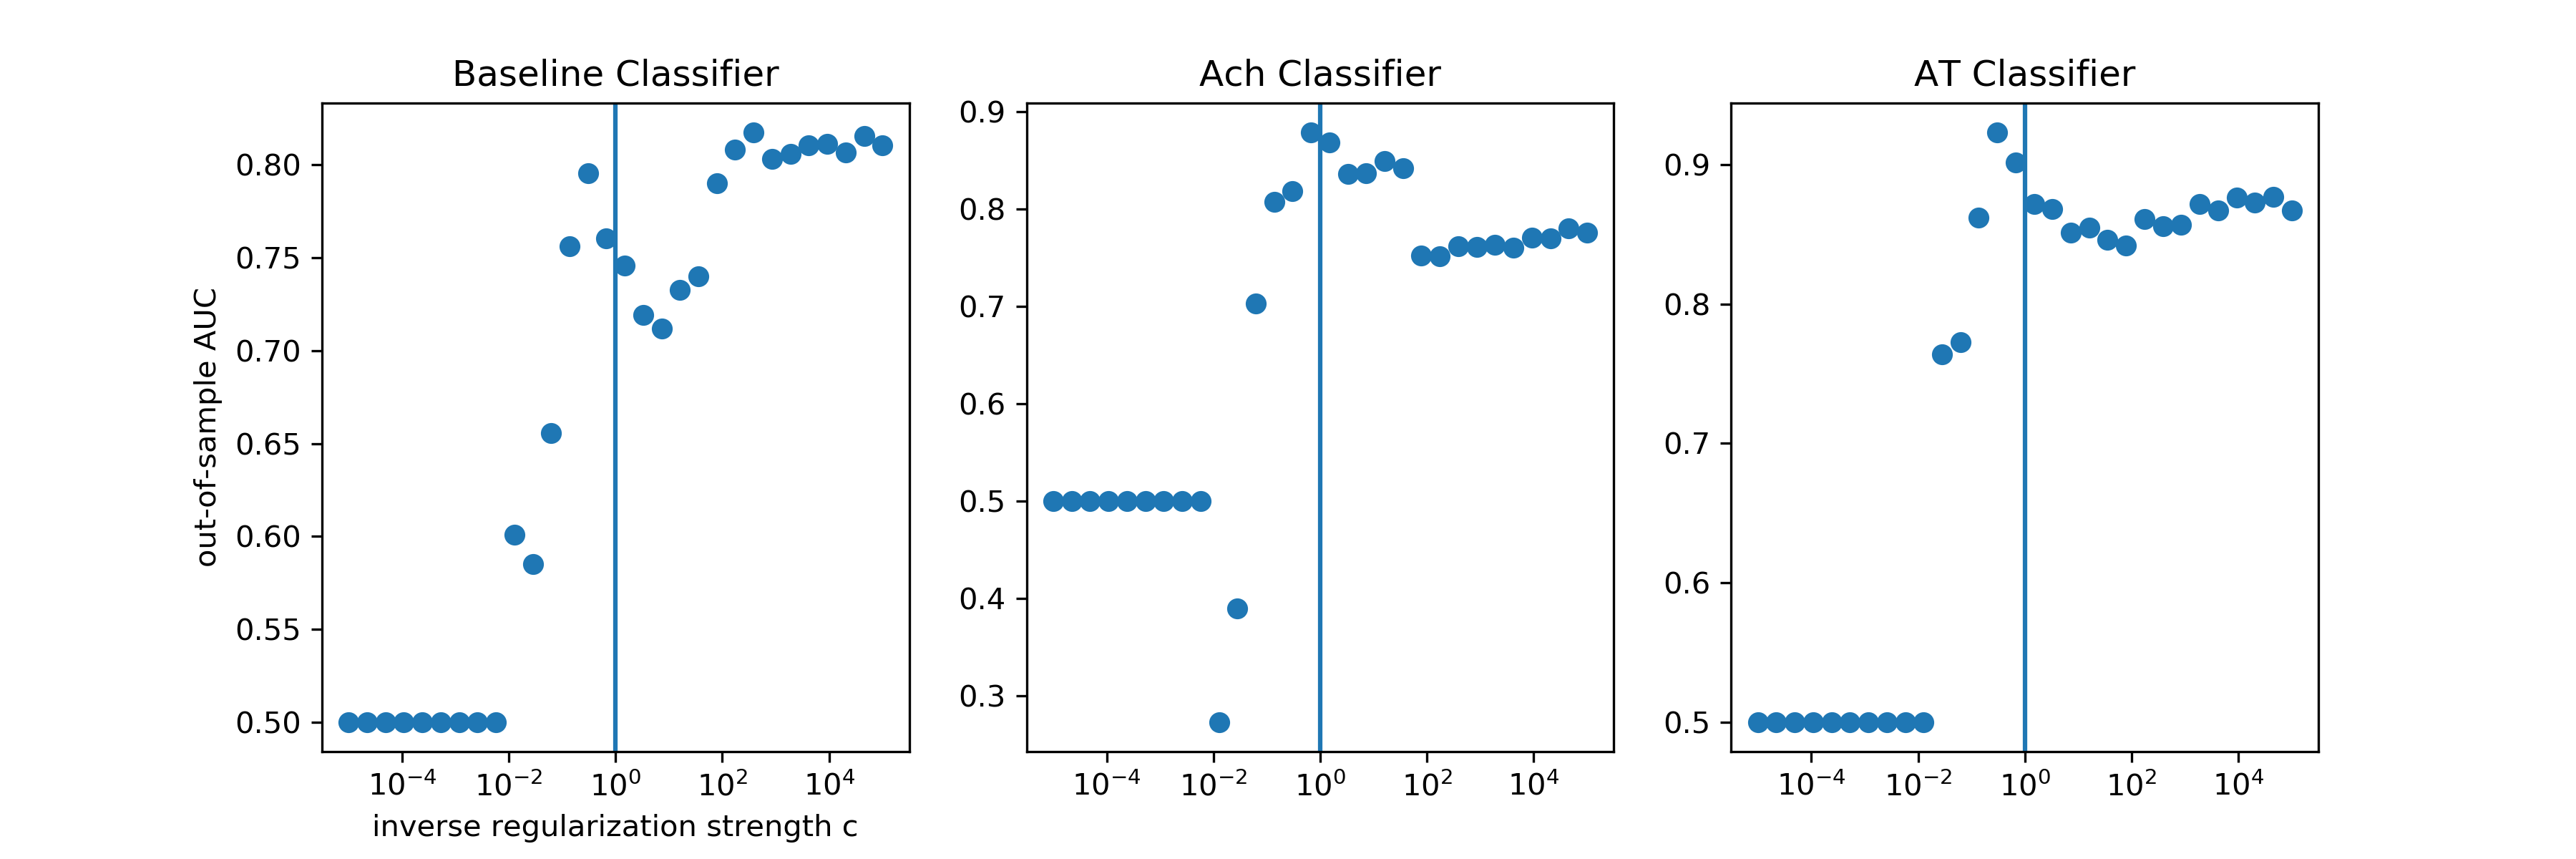 Baseline Classifier
Ach Classifier
AT Classifier
out-of-sample AUC
0.80
0.75
0.70
0.65
0.60
0.55
0.50
10⁻⁴ 10⁻² 10⁰ 10² 10⁴
inverse regularization strength c
0.9
0.8
0.7
0.6
0.5
0.4
0.3
10⁻⁴ 10⁻² 10⁰ 10² 10⁴
0.9
0.8
0.7
0.6
0.5
10⁻⁴ 10⁻² 10⁰ 10² 10⁴